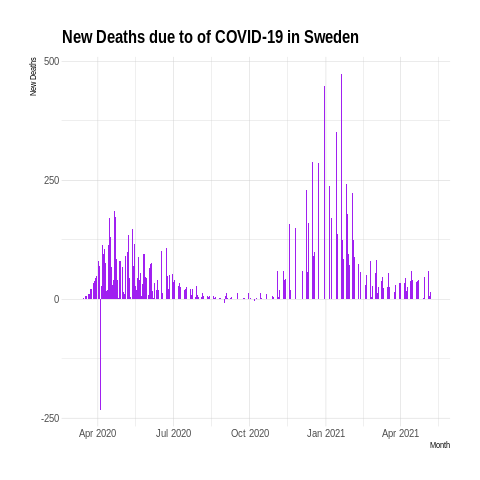 New Deaths due to of COVID-19 in Sweden
New Deaths
500
250
0
-250
Apr 2020
Jul 2020
Oct 2020
Jan 2021
Apr 2021
Month